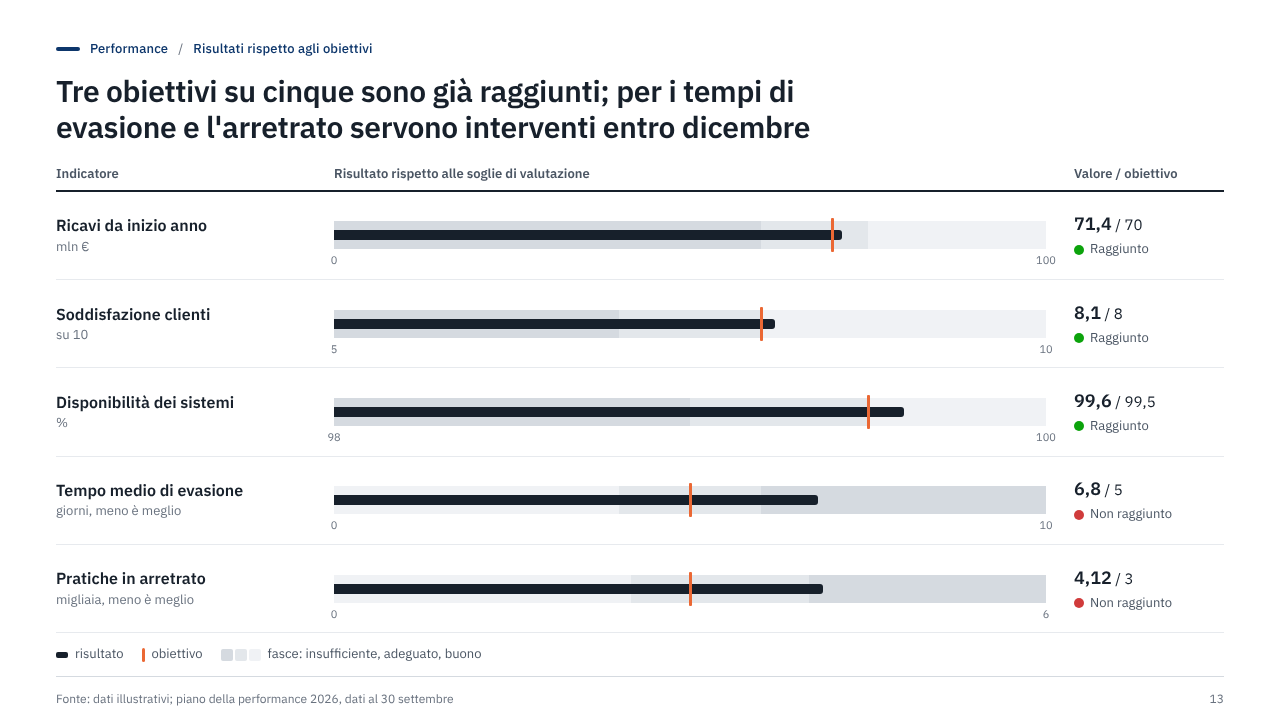 Performance / Risultati rispetto agli obiettivi
Tre obiettivi su cinque sono già raggiunti; per i tempi di
evasione e l'arretrato servono interventi entro dicembre
Indicatore
Risultato rispetto alle soglie di valutazione
Valore / obiettivo
Ricavi da inizio anno
mln €
0
100
71,4 / 70
Raggiunto
Soddisfazione clienti
su 10
5
10
8,1 / 8
Raggiunto
Disponibilità dei sistemi
%
98
100
99,6 / 99,5
Raggiunto
Tempo medio di evasione
giorni, meno è meglio
0
10
6,8 / 5
Non raggiunto
Pratiche in arretrato
migliaia, meno è meglio
0
6
4,12 / 3
Non raggiunto
risultato
obiettivo
fasce: insufficiente, adeguato, buono
Fonte: dati illustrativi; piano della performance 2026, dati al 30 settembre
13